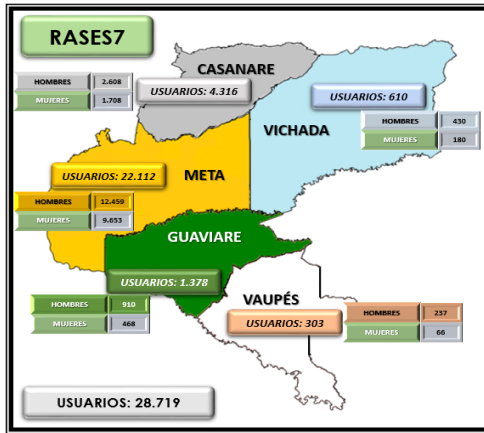 RASES7
CASANARE
HOMBRES 2.608
MUJERES 1.708
USUARIOS: 4.316
USUARIOS: 610
VICHADA
HOMBRES 430
MUJERES 180
META
USUARIOS: 22.112
HOMBRES 12.459
MUJERES 9.653
GUAVIARE
USUARIOS: 1.378
HOMBRES 910
MUJERES 468
VAUPÉS
USUARIOS: 303
HOMBRES 237
MUJERES 66
USUARIOS: 28.719